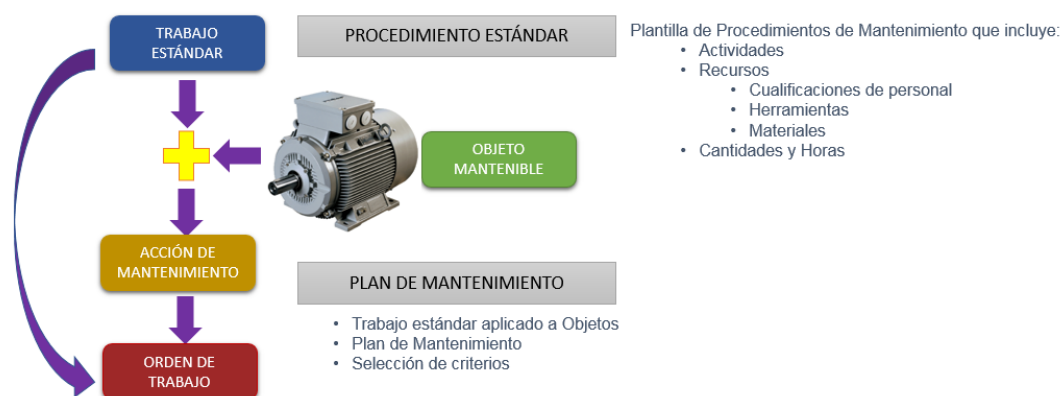 TRABAJO
ESTÁNDAR
PROCEDIMIENTO ESTÁNDAR
Plantilla de Procedimientos de Mantenimiento que incluye:
• Actividades
• Recursos
• Cualificaciones de personal
• Herramientas
• Materiales
• Cantidades y Horas
OBJETO
MANTENIBLE
ACCIÓN DE
MANTENIMIENTO
PLAN DE MANTENIMIENTO
• Trabajo estándar aplicado a Objetos
• Plan de Mantenimiento
• Selección de criterios
ORDEN DE
TRABAJO